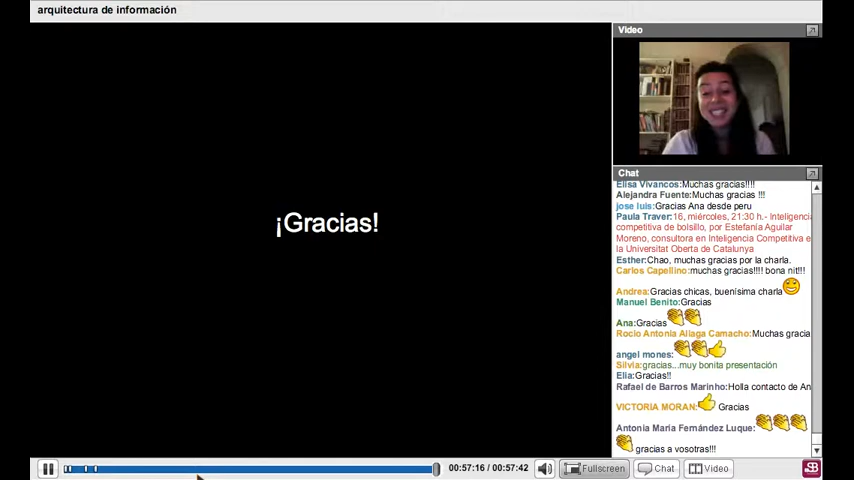 arquitectura de información
¡Gracias!
Video
Chat
Elisa Vivancos:Muchas gracias!!!!
Alejandra Fuente:Muchas gracias !!!
jose luis:Gracias Ana desde peru
Paula Traver:16, miércoles, 21:30 h.- Inteligencia
competitiva de bolsillo, por Estefanía Aguilar
Moreno, consultora en Inteligencia Competitiva e
la Universitat Oberta de Catalunya
Esther:Chao, muchas gracias por la charla.
Carlos Capellino:muchas gracias!!!! bona nit!!!
Andrea:Gracias chicas, buenísima charla
Manuel Benito:Gracias
Ana:Gracias
Rocio Antonia Aliaga Camacho:Muchas gracia
angel mones:
Silvia:gracias...muy bonita presentación
Elia:Gracias!!
Rafael de Barros Marinho:Holla contacto de An
VICTORIA MORAN: Gracias
Antonia Maria Fernández Luque:
gracias a vosotras!!!
00:57:16 / 00:57:42
Fullscreen
Chat
Video
SB